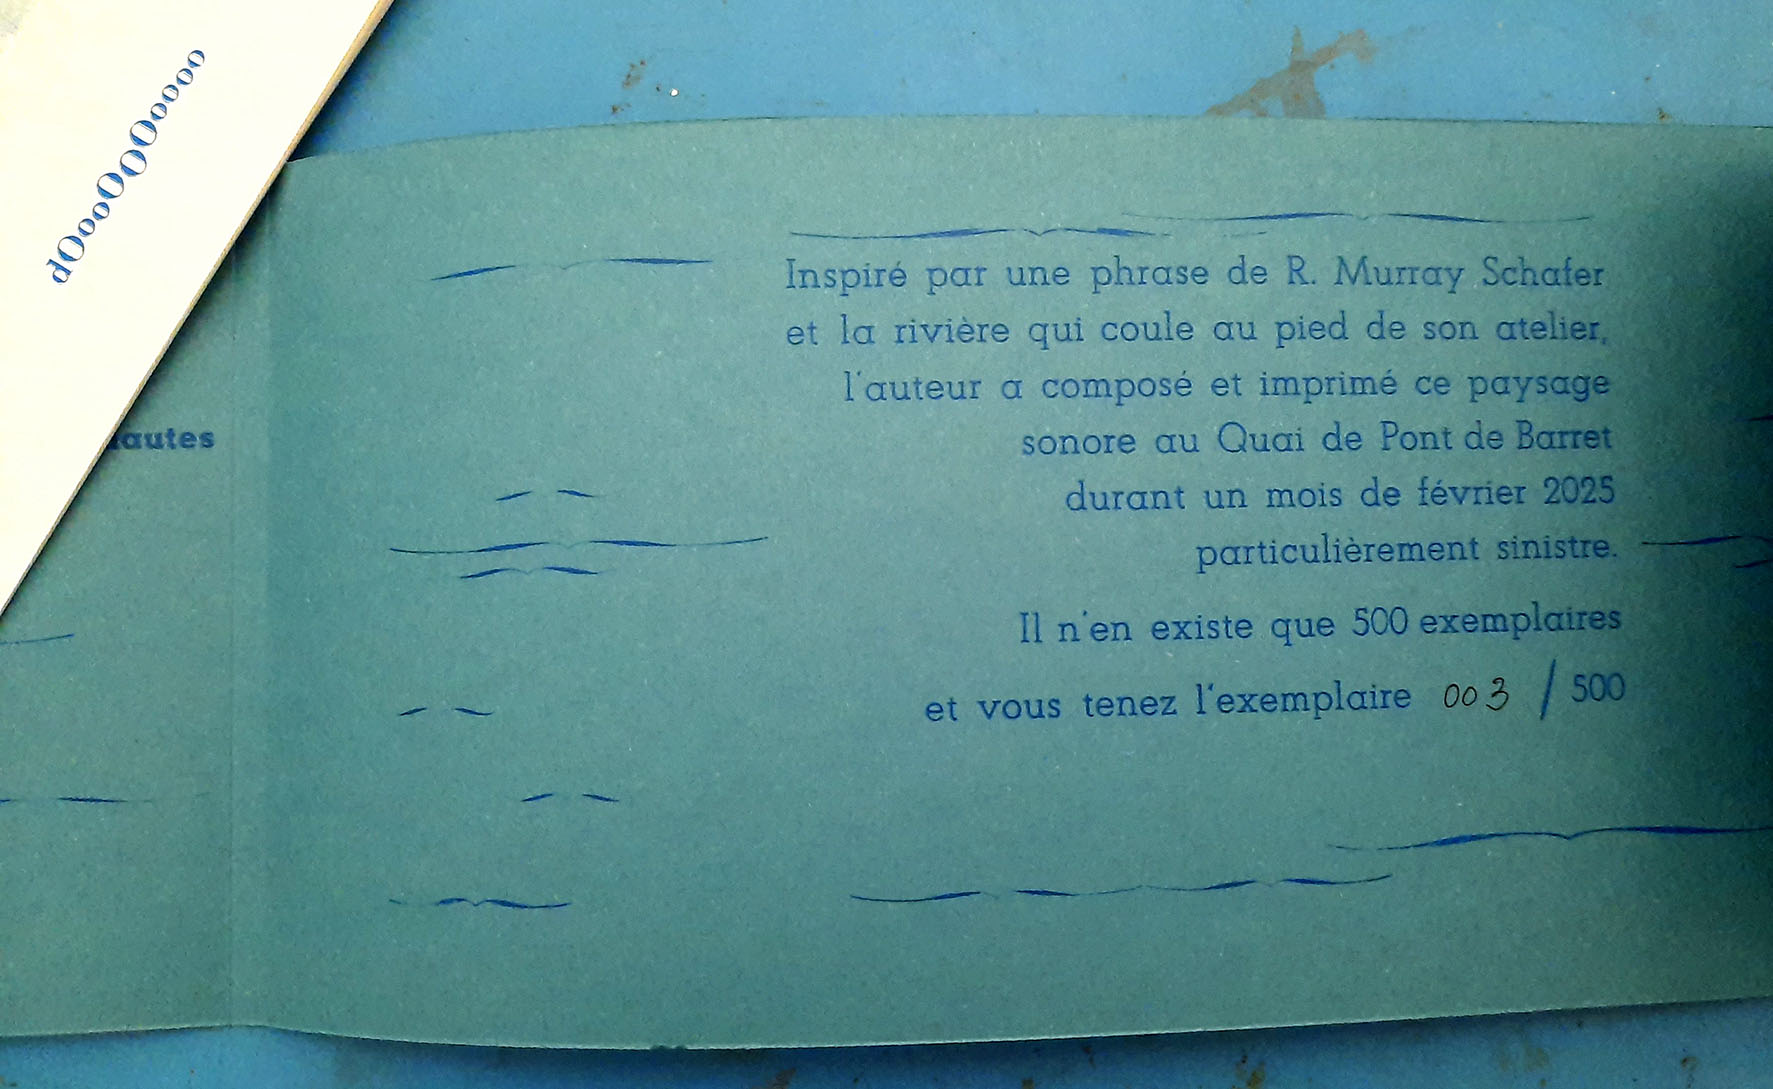 dOooOOOooooo
Inspiré par une phrase de R. Murray Schafer
et la rivière qui coule au pied de son atelier,
l'auteur a composé et imprimé ce paysage
sonore au Quai de Pont de Barret
durant un mois de février 2025
particulièrement sinistre.
Il n'en existe que 500 exemplaires
et vous tenez l'exemplaire 003 / 500